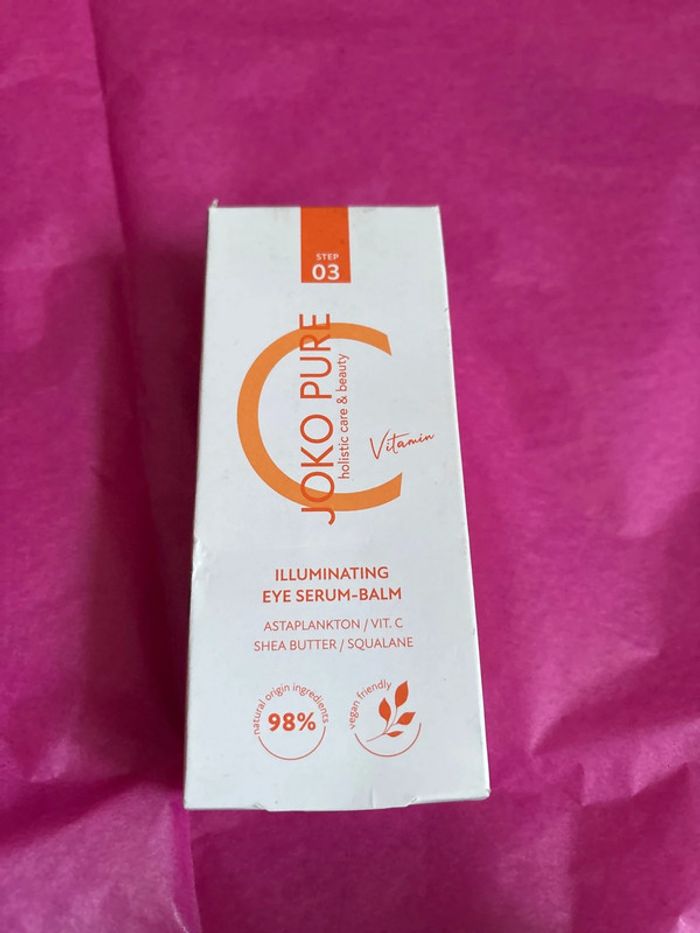 STEP
03
JOKO PURE
holistic care & beauty
C
Vitamin
ILLUMINATING
EYE SERUM-BALM
ASTAPLANKTON / VIT. C
SHEA BUTTER / SQUALANE
natural origin ingredients
98%
vegan friendly